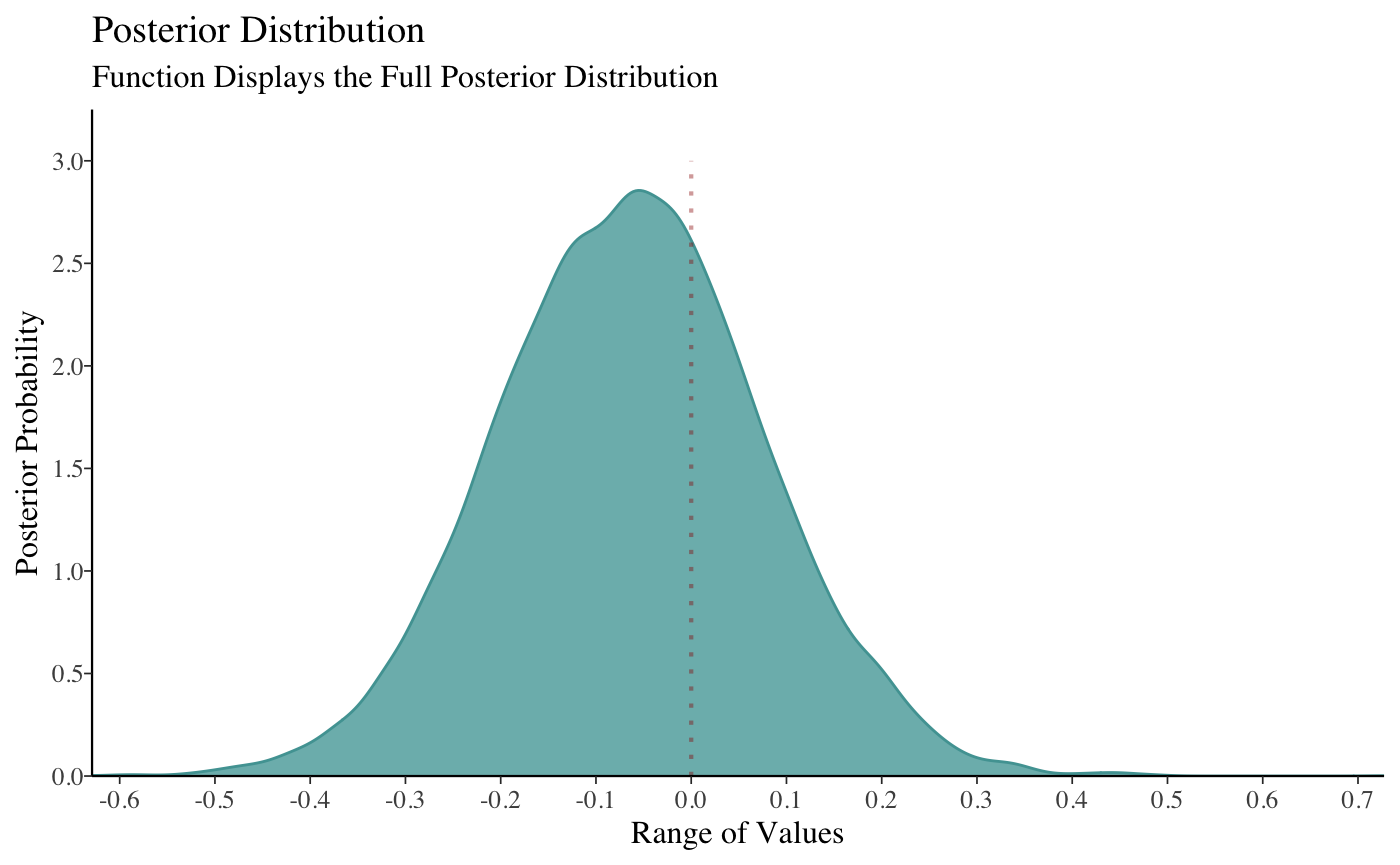 Posterior Distribution
Function Displays the Full Posterior Distribution
Posterior Probability
3.0
2.5
2.0
1.5
1.0
0.5
0.0
-0.6 -0.5 -0.4 -0.3 -0.2 -0.1 0.0 0.1 0.2 0.3 0.4 0.5 0.6 0.7
Range of Values